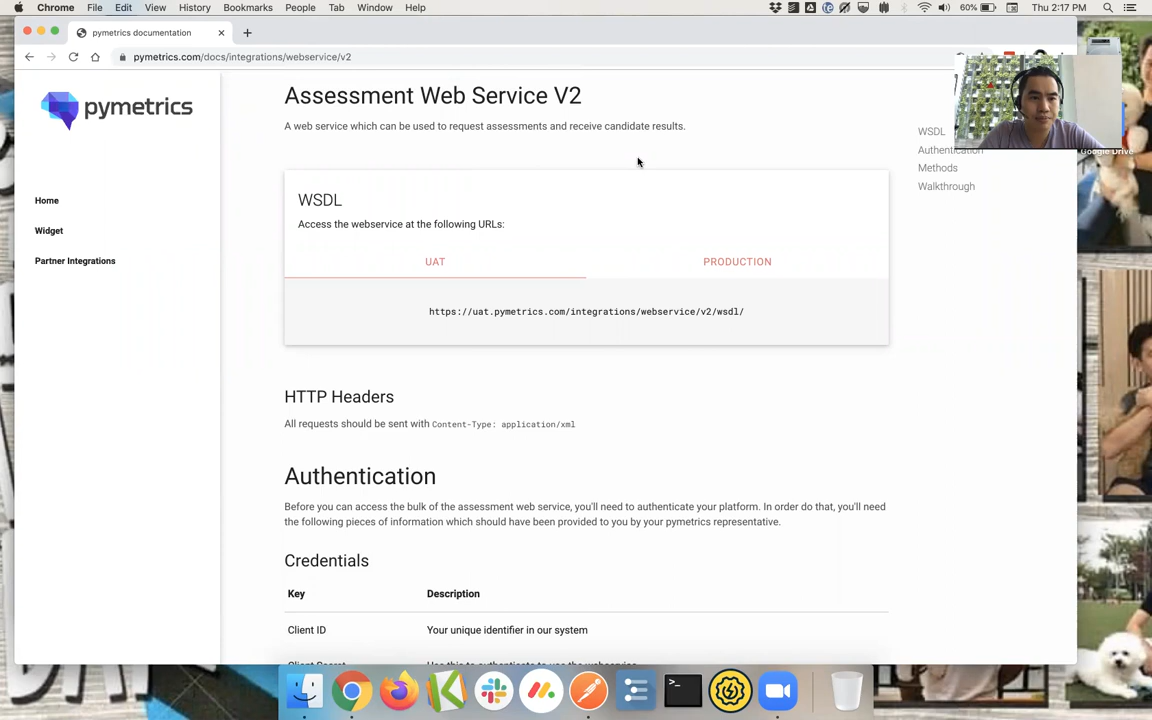 Chrome File Edit View History Bookmarks People Tab Window Help
60% Thu 2:17 PM
pymetrics documentation
pymetrics.com/docs/integrations/webservice/v2
pymetrics
Home
Widget
Partner Integrations
Assessment Web Service V2
A web service which can be used to request assessments and receive candidate results.
WSDL
Access the webservice at the following URLs:
UAT PRODUCTION
https://uat.pymetrics.com/integrations/webservice/v2/wsdl/
HTTP Headers
All requests should be sent with Content-Type: application/xml
Authentication
Before you can access the bulk of the assessment web service, you'll need to authenticate your platform. In order do that, you'll need
the following pieces of information which should have been provided to you by your pymetrics representative.
Credentials
Key Description
Client ID Your unique identifier in our system
WSDL
Authentication
Methods
Walkthrough
Google Drive